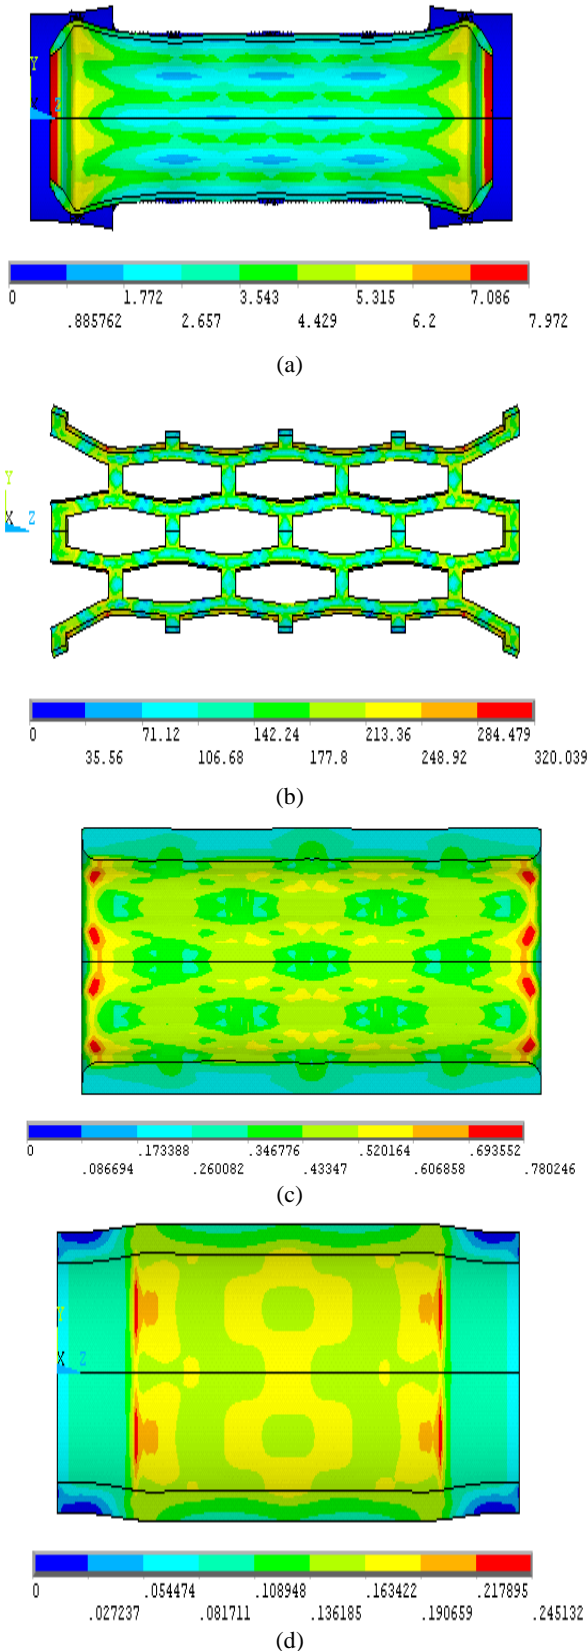 Y
Z
0 1.772 3.543 5.315 7.086
.885762 2.657 4.429 6.2 7.972
(a)
Y
X Z
0 71.12 142.24 213.36 284.479
35.56 106.68 177.8 248.92 320.039
(b)
0 .173388 .346776 .520164 .693552
.086694 .260082 .43347 .606858 .780246
(c)
Y
X Z
0 .054474 .108948 .163422 .217895
.027237 .081711 .136185 .190659 .245132
(d)